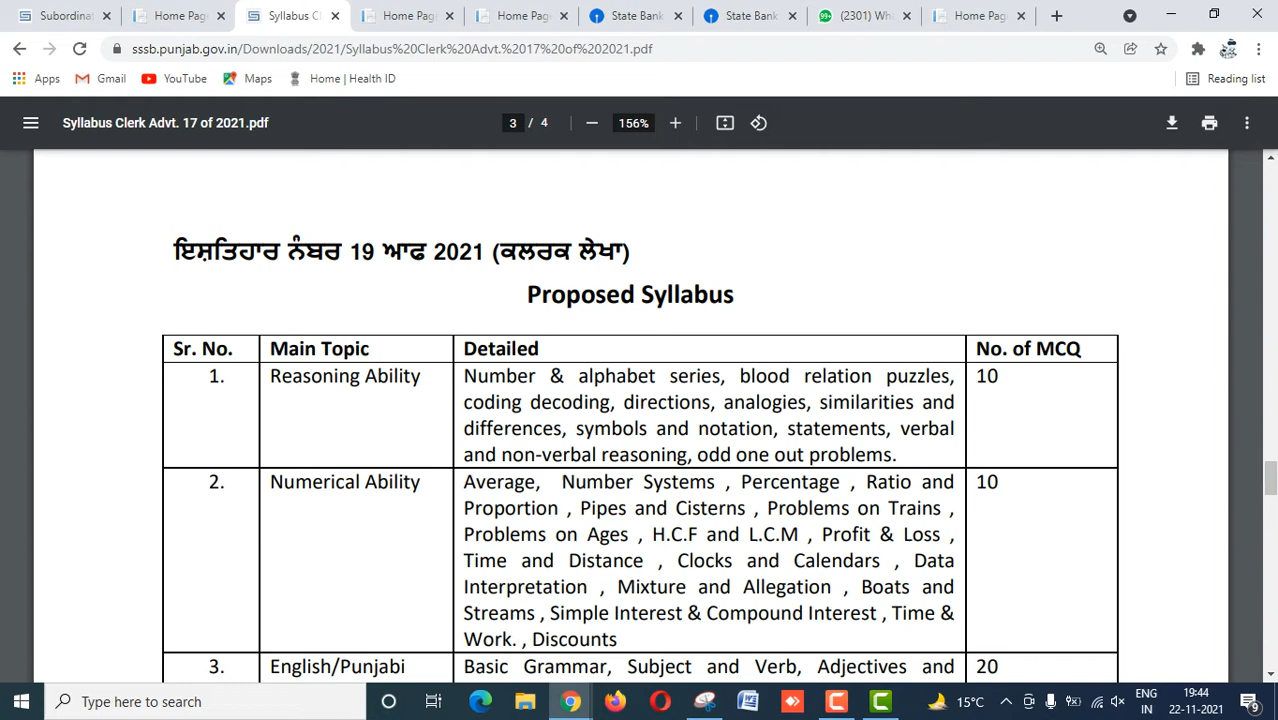 Subordinat
Home Page
Syllabus Cl
Home Page
Home Page
State Bank
State Bank
(2301) Wha
Home Page
sssb.punjab.gov.in/Downloads/2021/Syllabus%20Clerk%20Advt.%2017%20of%202021.pdf
Apps
Gmail
YouTube
Maps
Home | Health ID
Reading list
Syllabus Clerk Advt. 17 of 2021.pdf
3 / 4
156%
ਇਸ਼ਤਿਹਾਰ ਨੰਬਰ 19 ਆਫ 2021 (ਕਲਰਕ ਲੇਖਾ)
Proposed Syllabus
Sr. No. Main Topic Detailed No. of MCQ
1. Reasoning Ability Number & alphabet series, blood relation puzzles, 10
coding decoding, directions, analogies, similarities and
differences, symbols and notation, statements, verbal
and non-verbal reasoning, odd one out problems.
2. Numerical Ability Average, Number Systems , Percentage , Ratio and 10
Proportion , Pipes and Cisterns , Problems on Trains ,
Problems on Ages , H.C.F and L.C.M , Profit & Loss ,
Time and Distance , Clocks and Calendars , Data
Interpretation , Mixture and Allegation , Boats and
Streams , Simple Interest & Compound Interest , Time &
Work. , Discounts
3. English/Punjabi Basic Grammar, Subject and Verb, Adjectives and 20
Type here to search
15°C
ENG
IN
19:44
22-11-2021
9